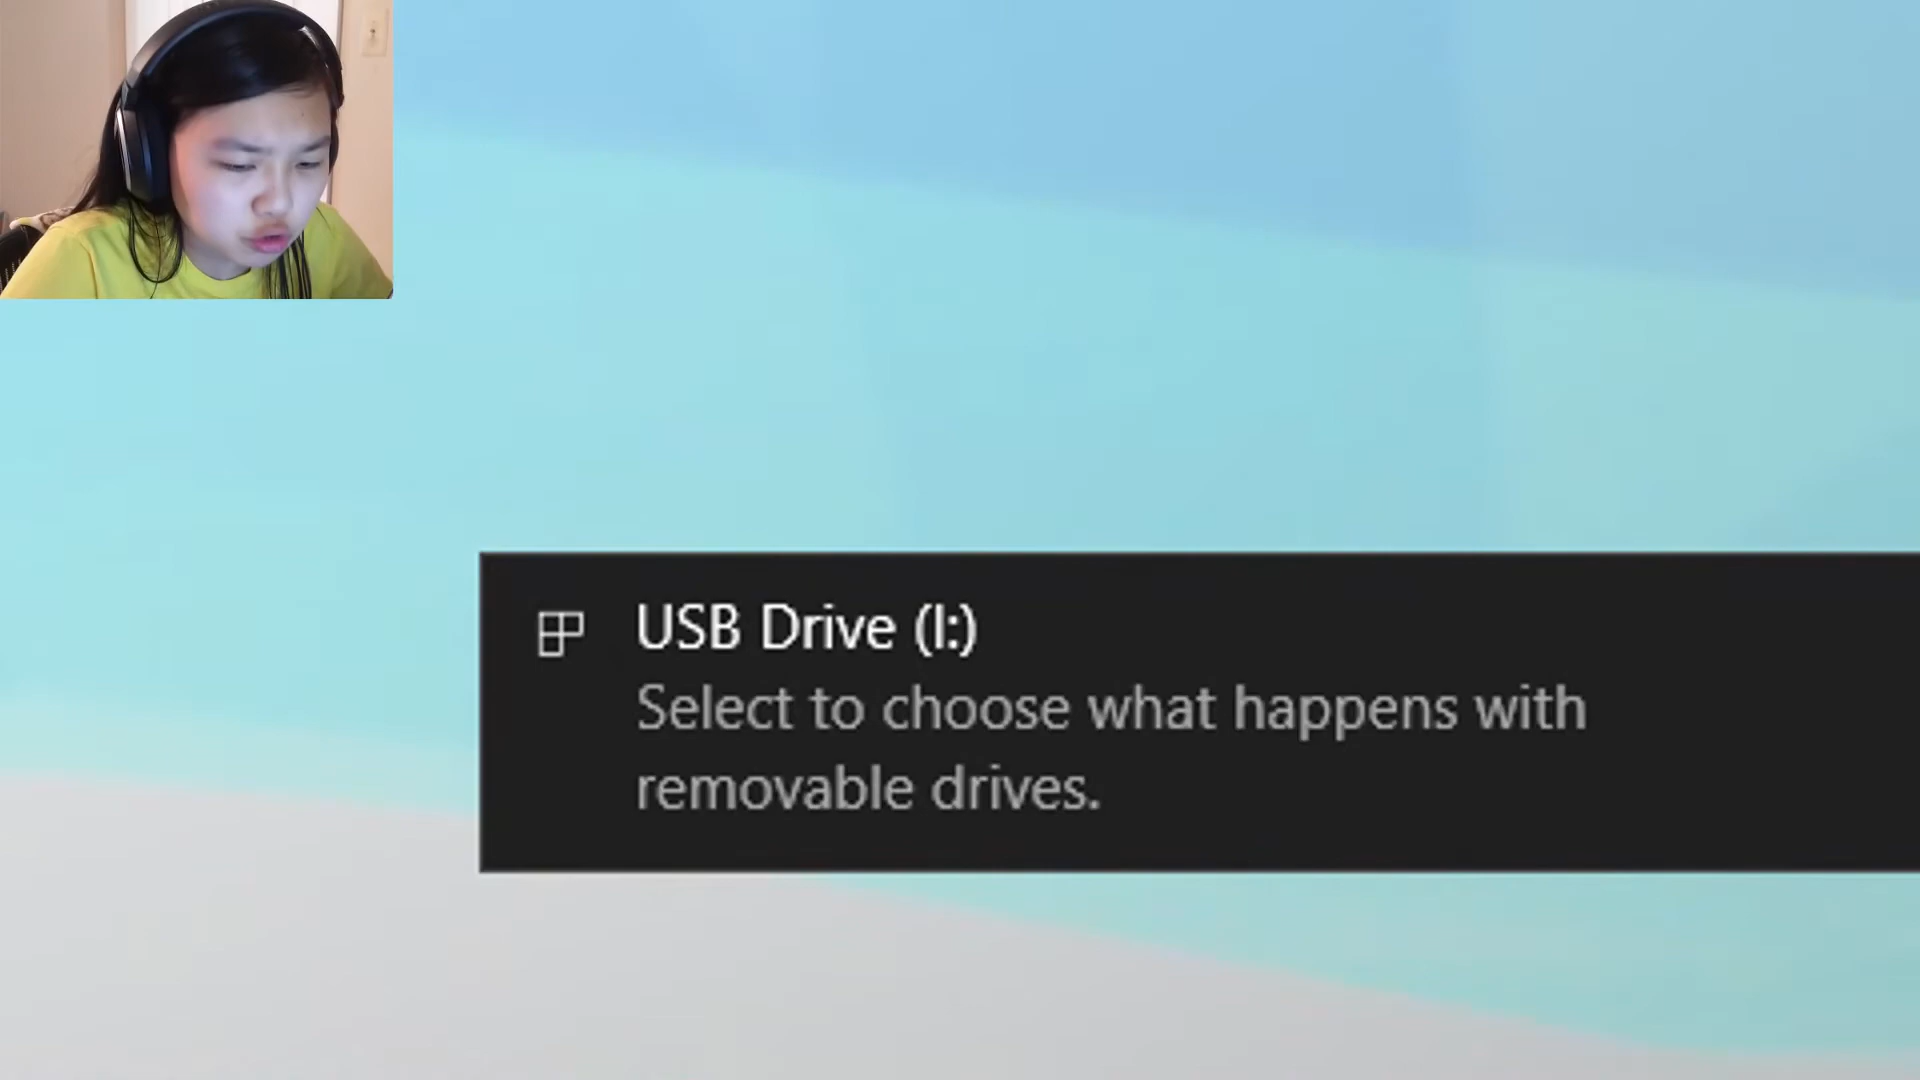 USB Drive (I:)
Select to choose what happens with
removable drives.